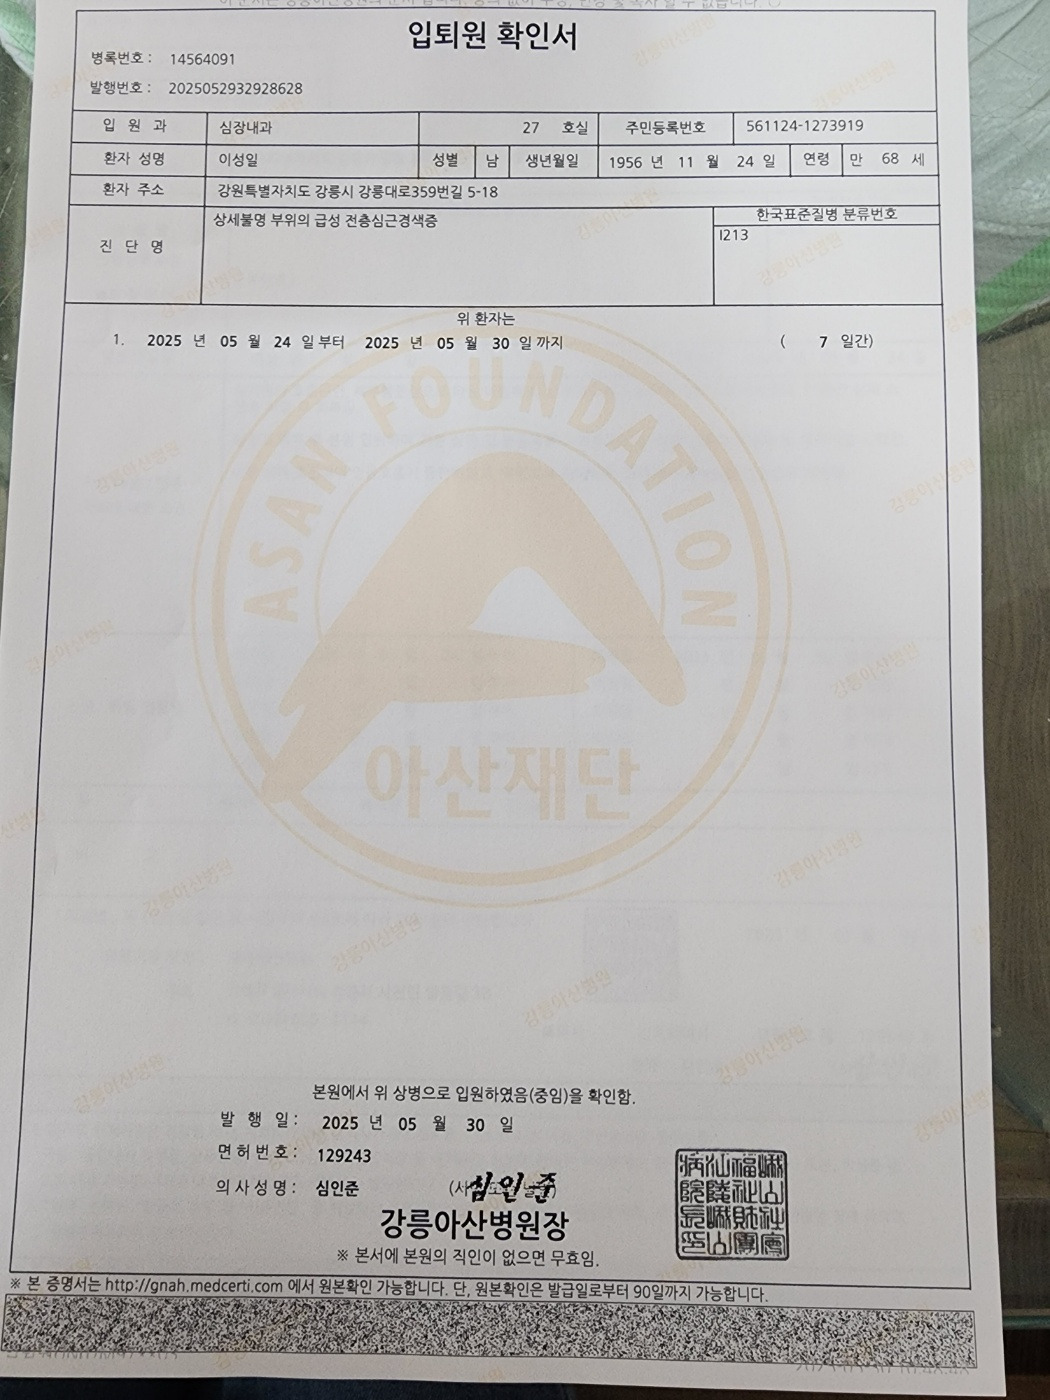 입퇴원 확인서
병록번호 : 14564091
발행번호 : 2025052932928628
입 원 과 심장내과 27 호실 주민등록번호 561124-1273919
환자 성명 이성일 성별 남 생년월일 1956 년 11 월 24 일 연령 만 68 세
환자 주소 강원특별자치도 강릉시 강릉대로359번길 5-18
진 단 명 상세불명 부위의 급성 전층심근경색증 한국표준질병 분류번호
I213
위 환자는
1. 2025 년 05 월 24 일 부터 2025 년 05 월 30 일 까지 ( 7 일간)
ASAN FOUNDATION
아산재단
강릉아산병원
본원에서 위 상병으로 입원하였음(중임)을 확인함.
발 행 일 : 2025 년 05 월 30 일
면허번호 : 129243
의사성명 : 심인준 심인준
강릉아산병원장
※ 본서에 본원의 직인이 없으면 무효임.
※ 본 증명서는 http://gnah.medcerti.com 에서 원본확인 가능합니다. 단, 원본확인은 발급일로부터 90일까지 가능합니다.